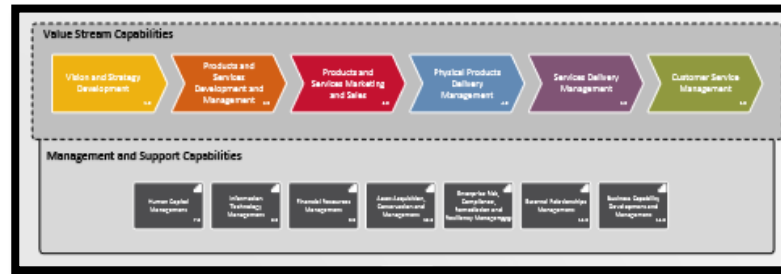 Value Stream Capabilities
Vision and Strategy
Development
Products and
Services
Development and
Management
Products and
Services Marketing
and Sales
Physical Products
Delivery
Management
Services Delivery
Management
Customer Service
Management
Management and Support Capabilities
Human Capital
Management
Information
Technology
Management
Financial Resources
Management
Asset Acquisition,
Construction and
Management
Enterprise Risk,
Compliance,
Remediation and
Resiliency Management
External Relationships
Management
Business Capability
Development and
Management